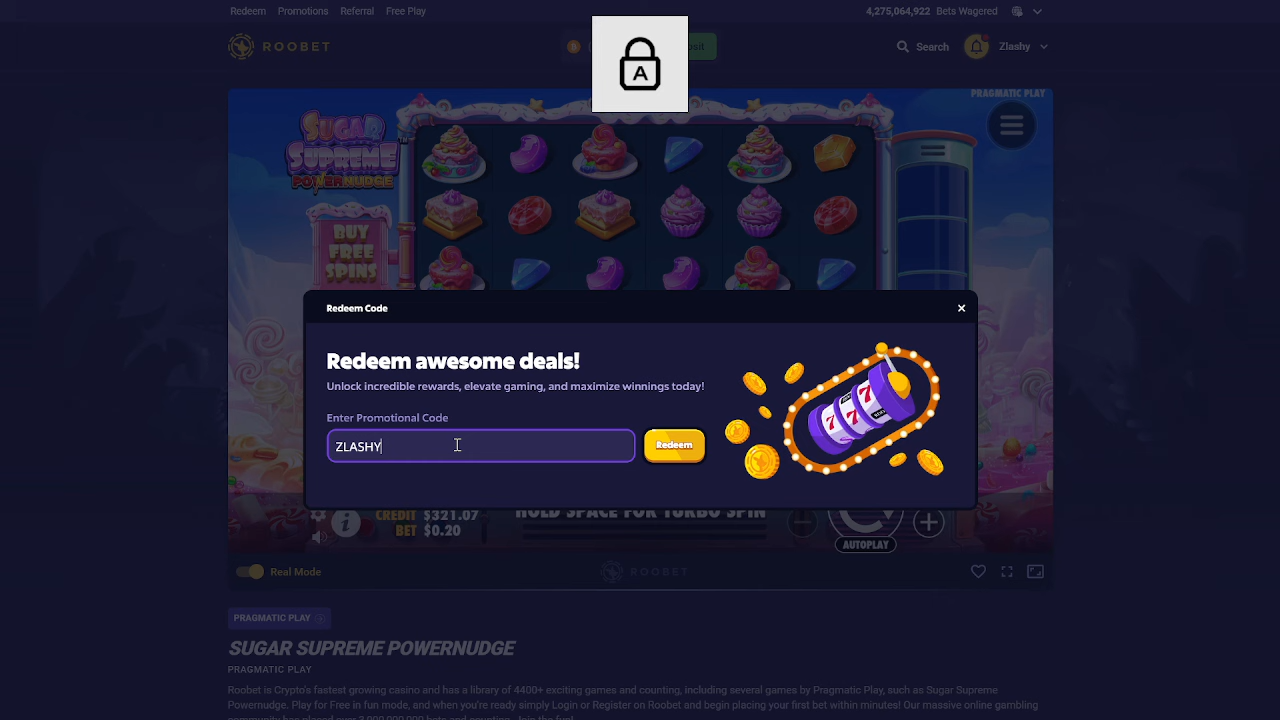 Redeem Promotions Referral Free Play
4,275,064,922 Bets Wagered
ROOBET
Search
Zlashy
A
PRAGMATIC PLAY
SUGAR
SUPREME
POWERNUDGE
BUY
FREE
SPINS
Redeem Code
Redeem awesome deals!
Unlock incredible rewards, elevate gaming, and maximize winnings today!
Enter Promotional Code
ZLASHY
Redeem
7 7 7
CREDIT $321.07
BET $0.20
HOLD SPACE FOR TURBO SPIN
AUTOPLAY
Real Mode
ROOBET
PRAGMATIC PLAY
SUGAR SUPREME POWERNUDGE
PRAGMATIC PLAY
Roobet is Crypto's fastest growing casino and has a library of 4400+ exciting games and counting, including several games by Pragmatic Play, such as Sugar Supreme
Powernudge. Play for Free in fun mode, and when you're ready simply Login or Register on Roobet and begin placing your first bet within minutes! Our massive online gambling